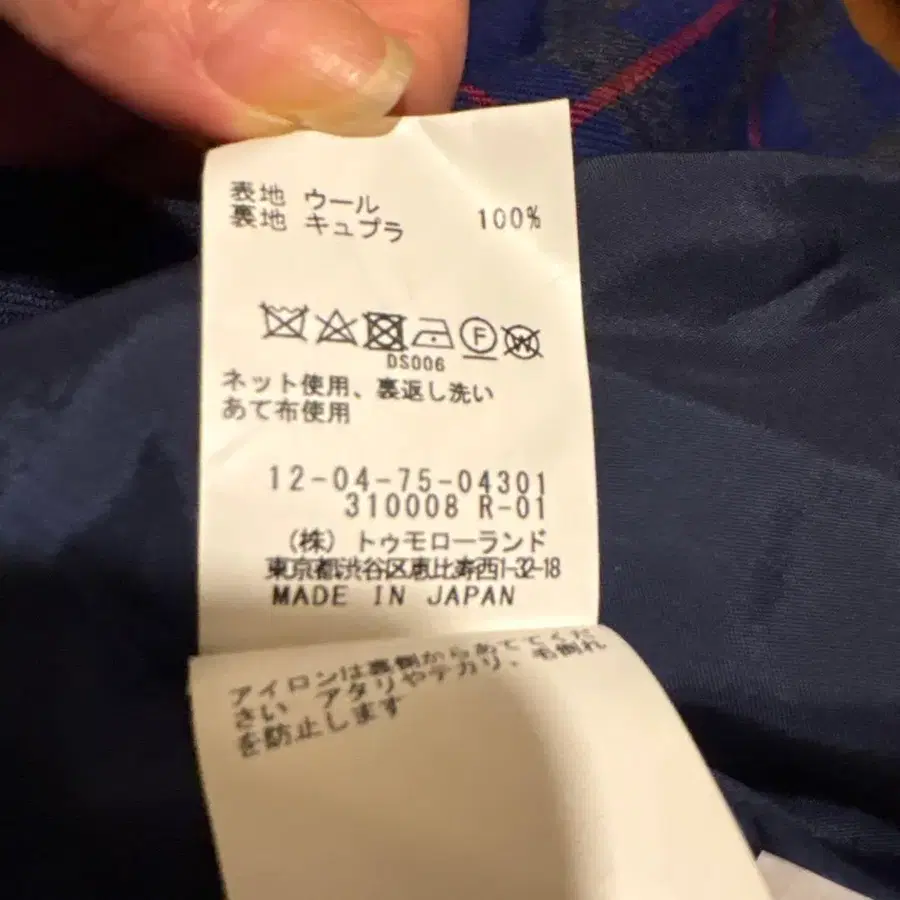 表地 ウール
裏地 キュプラ 100%
F W
DS006
ネット使用、裏返し洗い
あて布使用
12-04-75-04301
310008 R-01
(株) トゥモローランド
東京都渋谷区恵比寿西1-32-18
MADE IN JAPAN
アイロンは裏側からあててくだ
さい アタリやテカリ、毛倒れ
を防止します